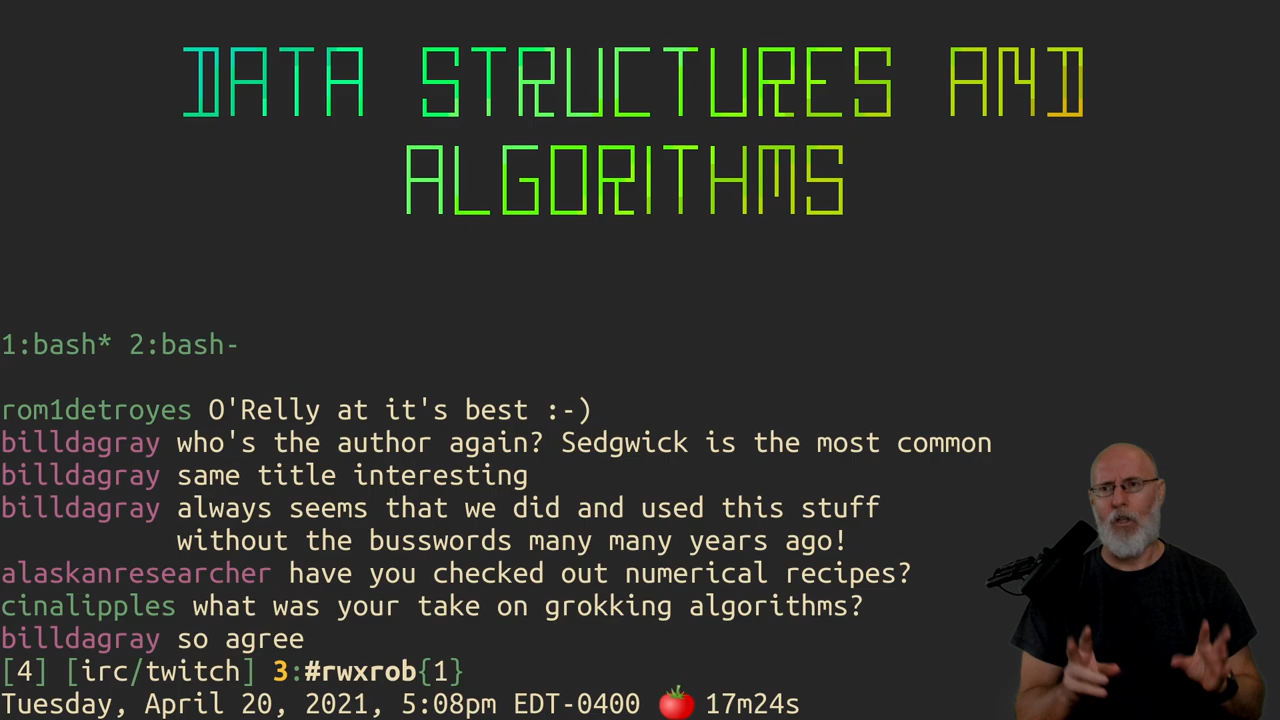 DATA STRUCTURES AND
ALGORITHMS
1:bash* 2:bash-
rom1detroyes O'Relly at it's best :-)
billdagray who's the author again? Sedgwick is the most common
billdagray same title interesting
billdagray always seems that we did and used this stuff
without the busswords many many years ago!
alaskanresearcher have you checked out numerical recipes?
cinalipples what was your take on grokking algorithms?
billdagray so agree
[4] [irc/twitch] 3:#rwxrob{1}
Tuesday, April 20, 2021, 5:08pm EDT-0400 🍅 17m24s